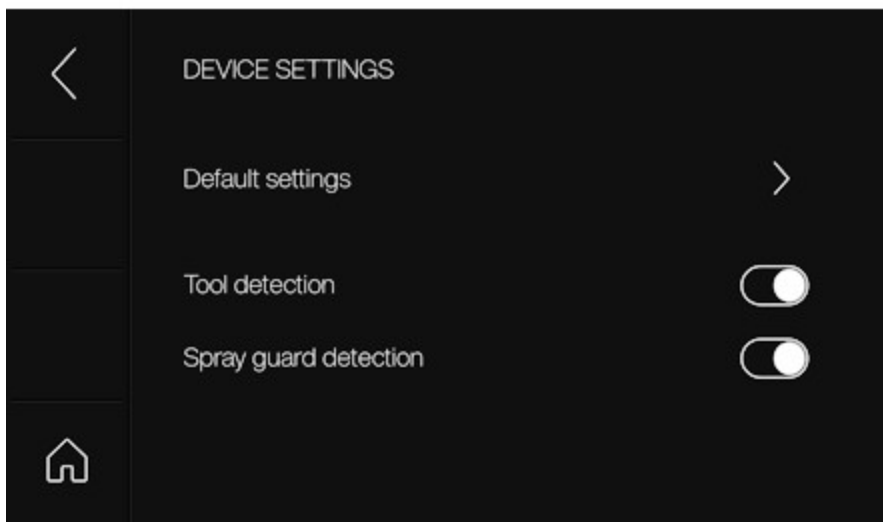 DEVICE SETTINGS
Default settings
Tool detection
Spray guard detection